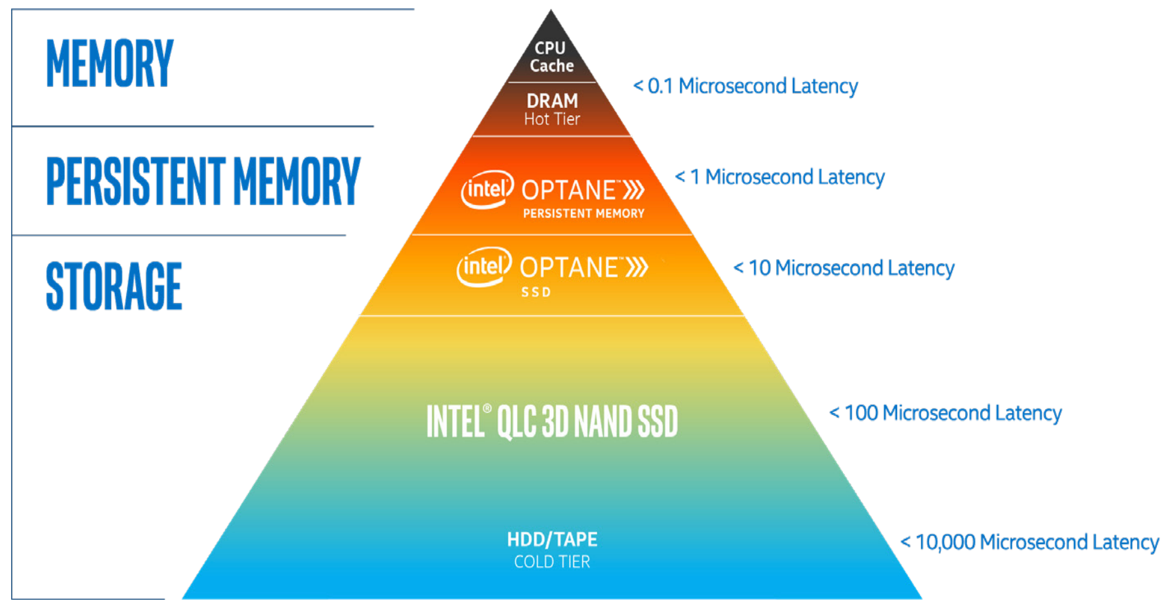 MEMORY
CPU
Cache
< 0.1 Microsecond Latency
DRAM
Hot Tier
PERSISTENT MEMORY
intel OPTANE™
PERSISTENT MEMORY
< 1 Microsecond Latency
STORAGE
intel OPTANE™
SSD
< 10 Microsecond Latency
INTEL® QLC 3D NAND SSD
< 100 Microsecond Latency
HDD/TAPE
COLD TIER
< 10,000 Microsecond Latency